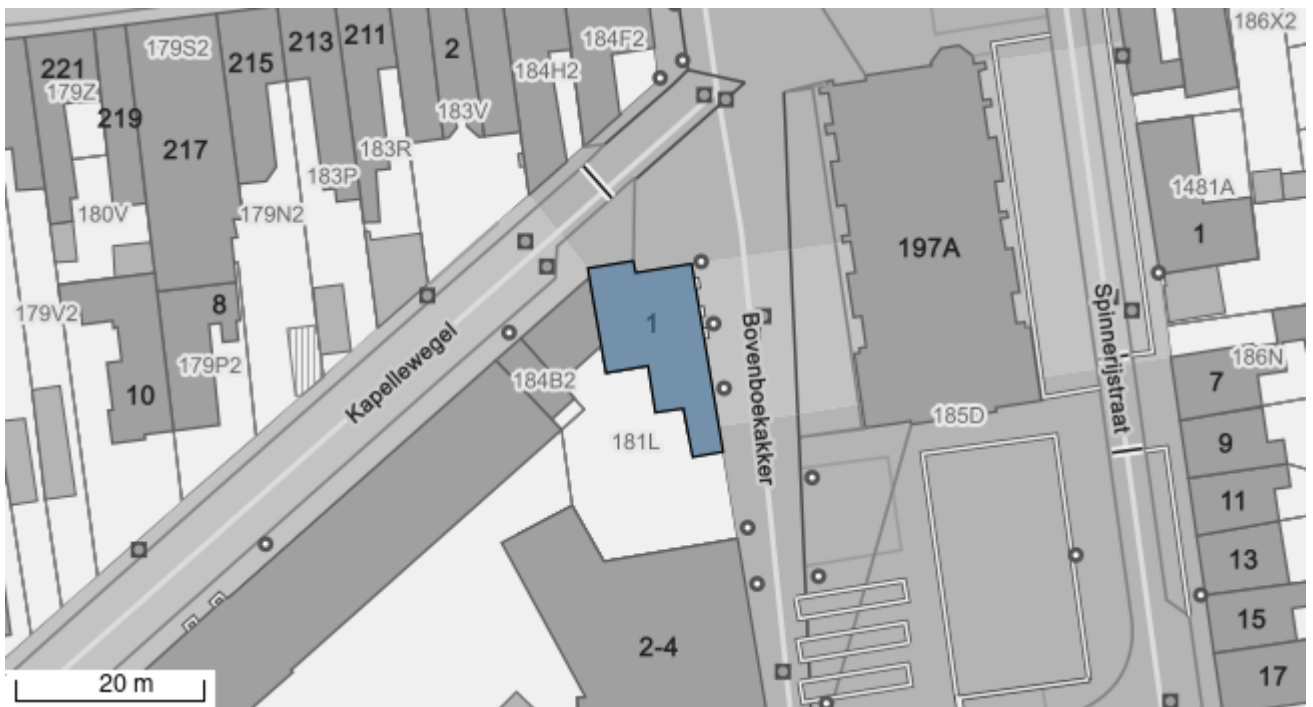 186X2
211
213
2
184F2
179S2
215
221
184H2
179Z
183V
219
217
183R
183P
1481A
179N2
180V
1
197A
8
179V2
1
Bovenboekakker
Spinnerijstraat
186N
179P2
Kapellewegel
184B2
7
10
185D
181L
9
11
13
15
2-4
17
20 m